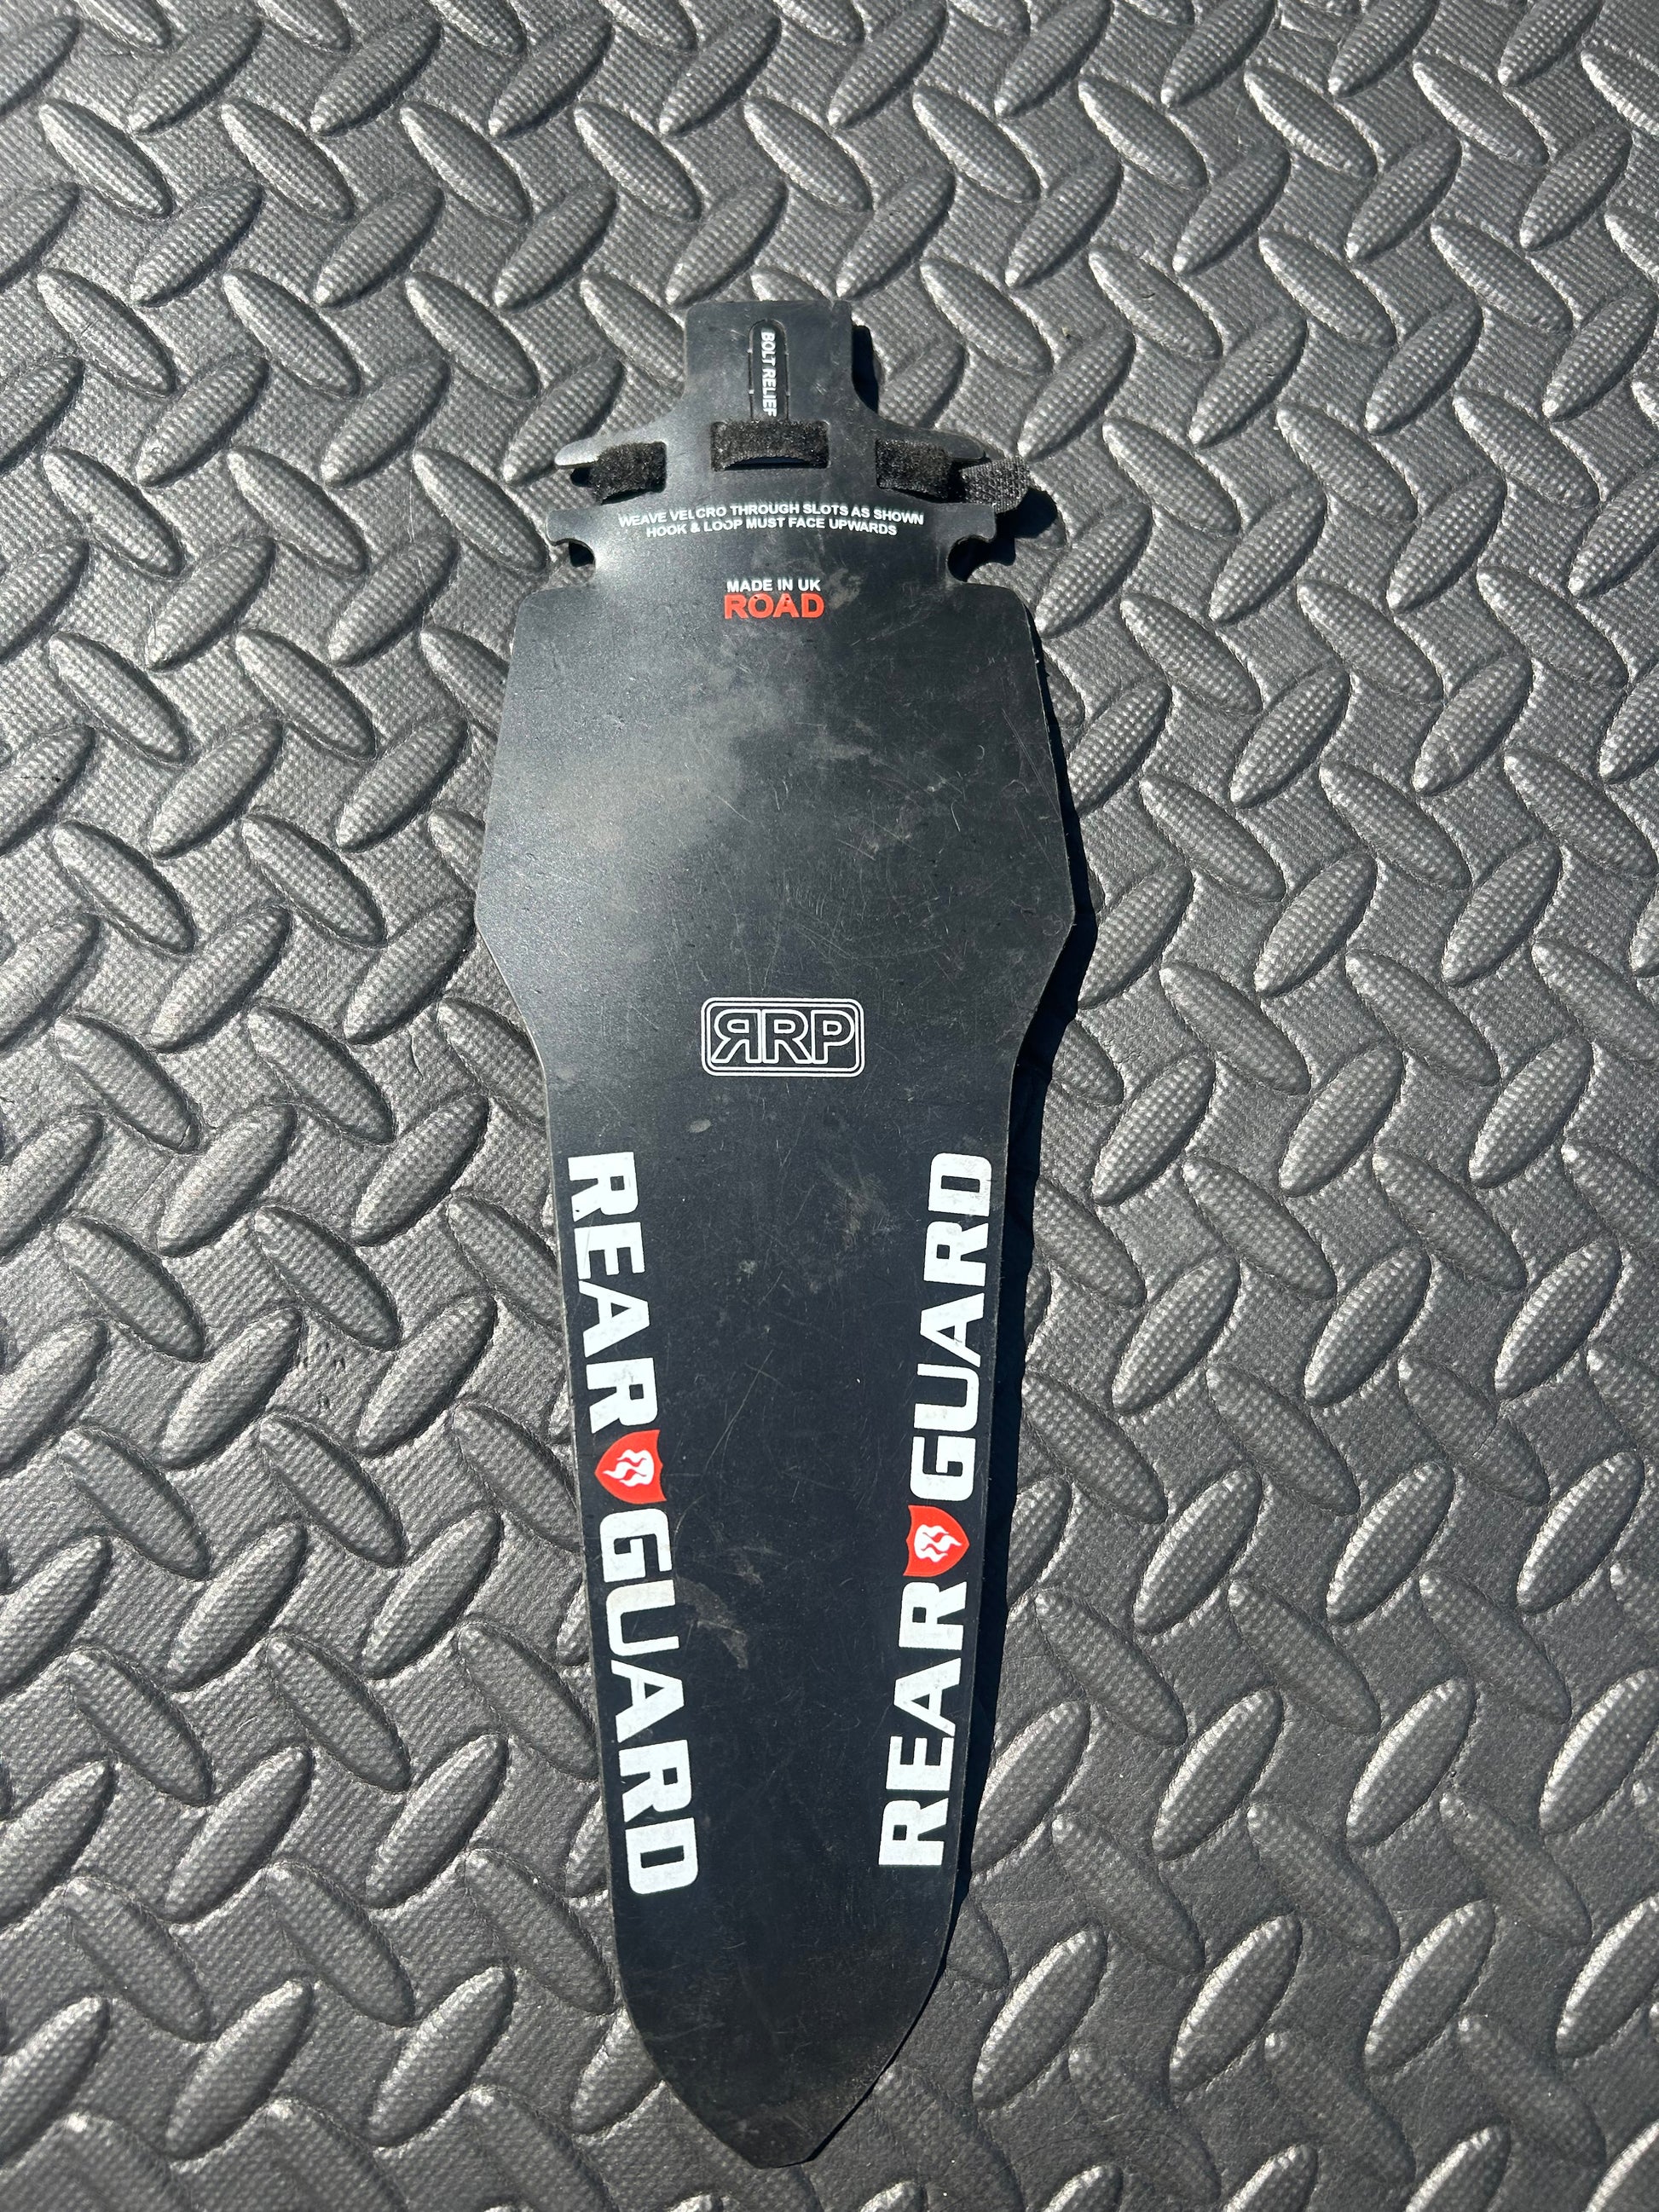 BOLT RELIEF
WEAVE VELCRO THROUGH SLOTS AS SHOWN
HOOK & LOOP MUST FACE UPWARDS
MADE IN UK
ROAD
RRP
REAR GUARD
REAR GUARD